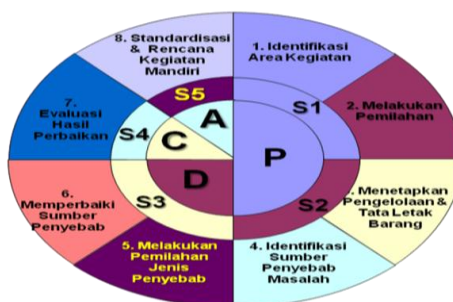 8. Standardisasi
& Rencana
Kegiatan
Mandiri
1. Identifikasi
Area Kegiatan
7.
Evaluasi
Hasil
Perbaikan
S5
S1
2. Melakukan
Pemilahan
S4
A
C
P
D
S3
S2
6.
Memperbaiki
Sumber
Penyebab
. Menetapkan
Pengelolaan &
Tata Letak
Barang
5. Melakukan
Pemilahan
Jenis
Penyebab
4. Identifikasi
Sumber
Penyebab
Masalah